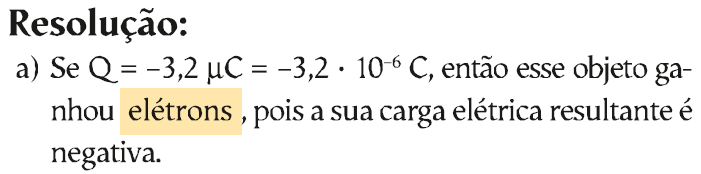 Resolução:
a) Se Q = –3,2 µC = –3,2 · 10⁻⁶ C, então esse objeto ga-
nhou elétrons , pois a sua carga elétrica resultante é
negativa.